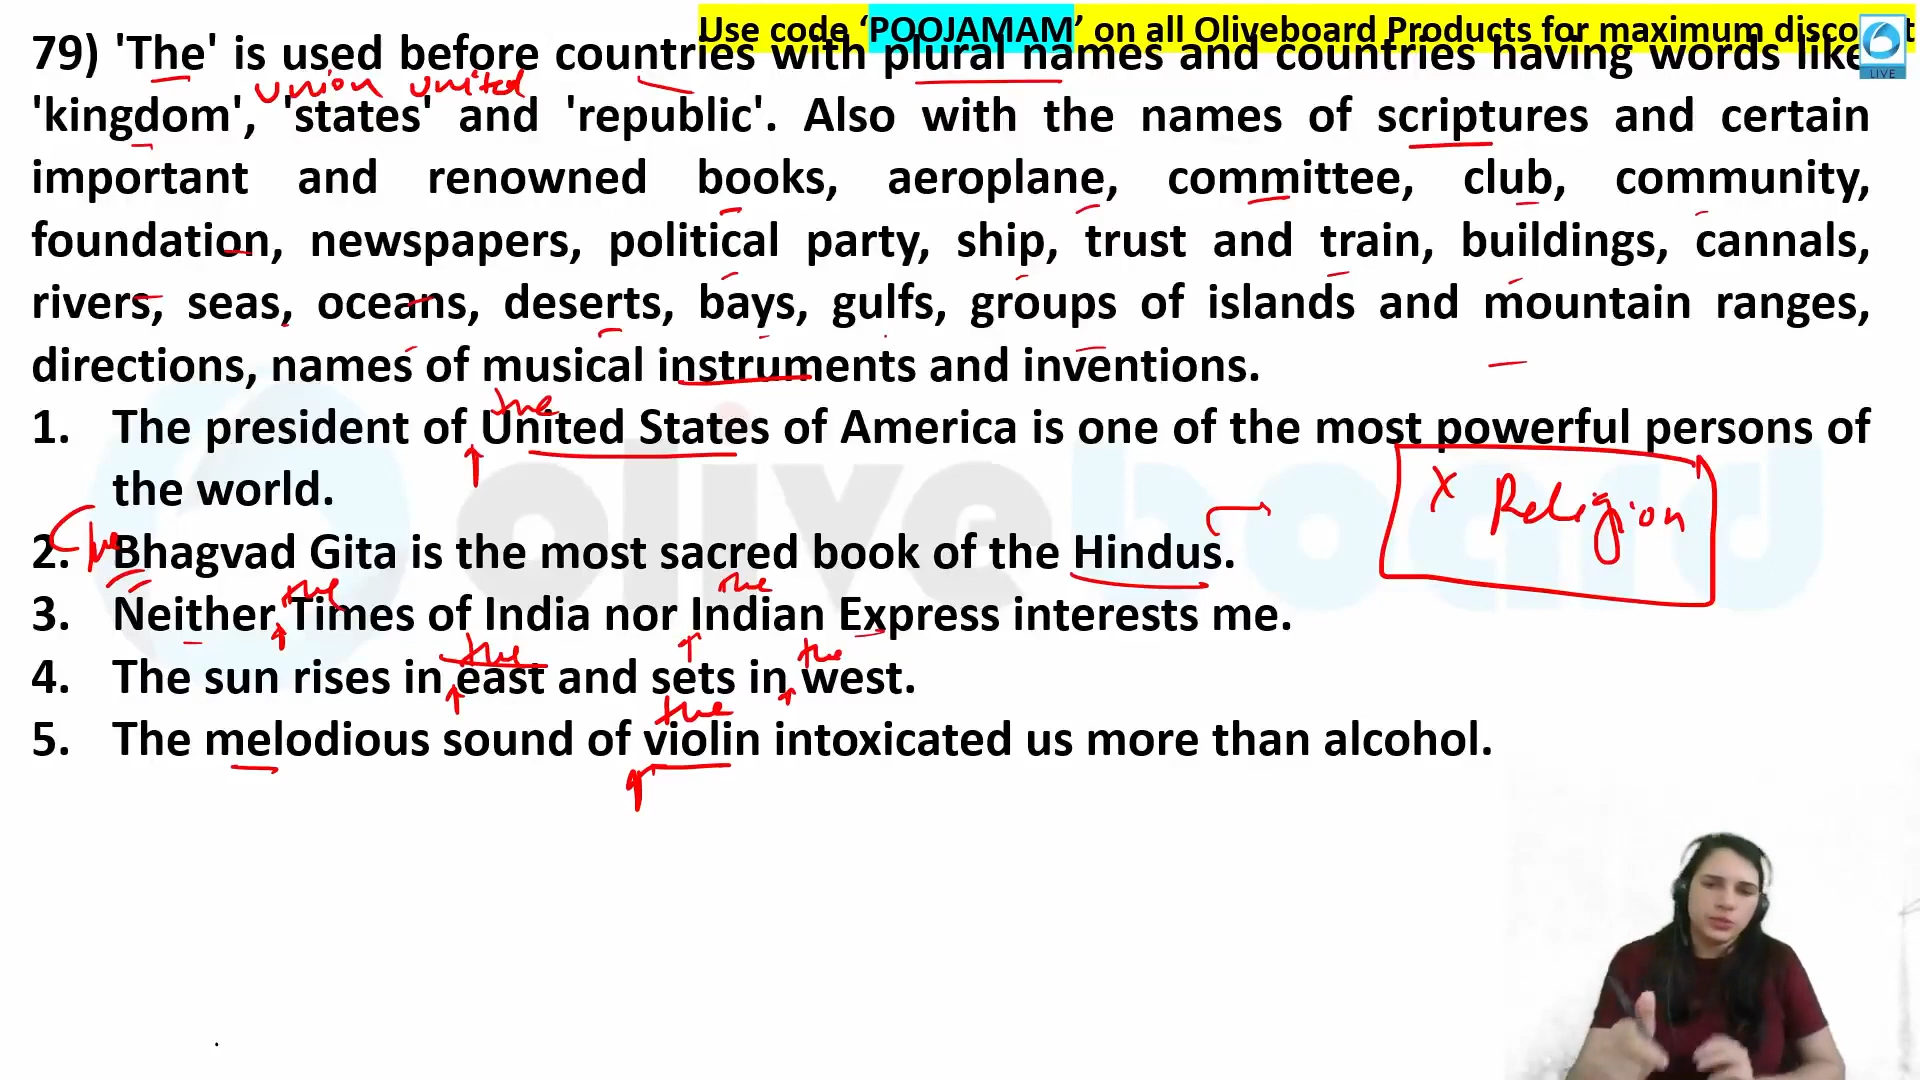 Use code ‘POOJAMAM’ on all Oliveboard Products for maximum discount
LIVE
79) 'The' is used before countries with plural names and countries having words like
union united
'kingdom', 'states' and 'republic'. Also with the names of scriptures and certain
important and renowned books, aeroplane, committee, club, community,
foundation, newspapers, political party, ship, trust and train, buildings, cannals,
rivers, seas, oceans, deserts, bays, gulfs, groups of islands and mountain ranges,
directions, names of musical instruments and inventions.
the
1. The president of United States of America is one of the most powerful persons of
the world.
x Religion
The
2. Bhagvad Gita is the most sacred book of the Hindus.
the the
3. Neither Times of India nor Indian Express interests me.
the the
4. The sun rises in east and sets in west.
the
5. The melodious sound of violin intoxicated us more than alcohol.
oliveboard